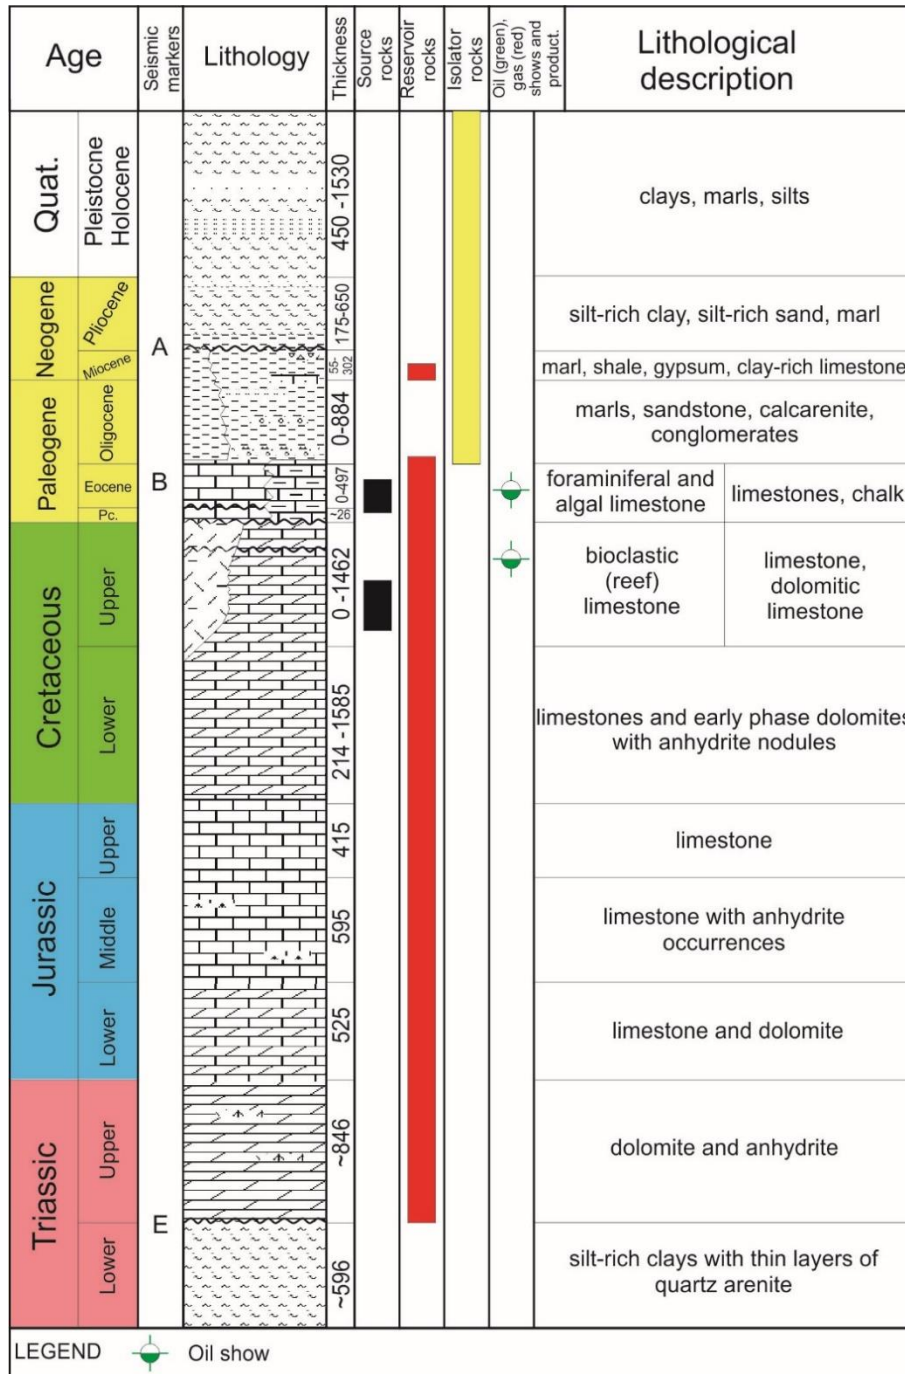 Age
Seismic
markers
Lithology
Thickness
Source
rocks
Reservoir
rocks
Isolator
rocks
Oil (green),
gas (red)
shows and
product.
Lithological
description
Quat.
Pleistocne
Holocene
450 -1530
clays, marls, silts
Neogene
Pliocene
175-650
silt-rich clay, silt-rich sand, marl
A
Miocene
55-
302
marl, shale, gypsum, clay-rich limestone
Paleogene
Oligocene
0-884
marls, sandstone, calcarenite,
conglomerates
Eocene
B
0-497
foraminiferal and
algal limestone
limestones, chalk
Pc.
~26
Cretaceous
Upper
0 -1462
bioclastic
(reef)
limestone
limestone,
dolomitic
limestone
Lower
214 -1585
limestones and early phase dolomites
with anhydrite nodules
Jurassic
Upper
415
limestone
Middle
595
limestone with anhydrite
occurrences
Lower
525
limestone and dolomite
Triassic
Upper
~846
dolomite and anhydrite
E
Lower
~596
silt-rich clays with thin layers of
quartz arenite
LEGEND
Oil show